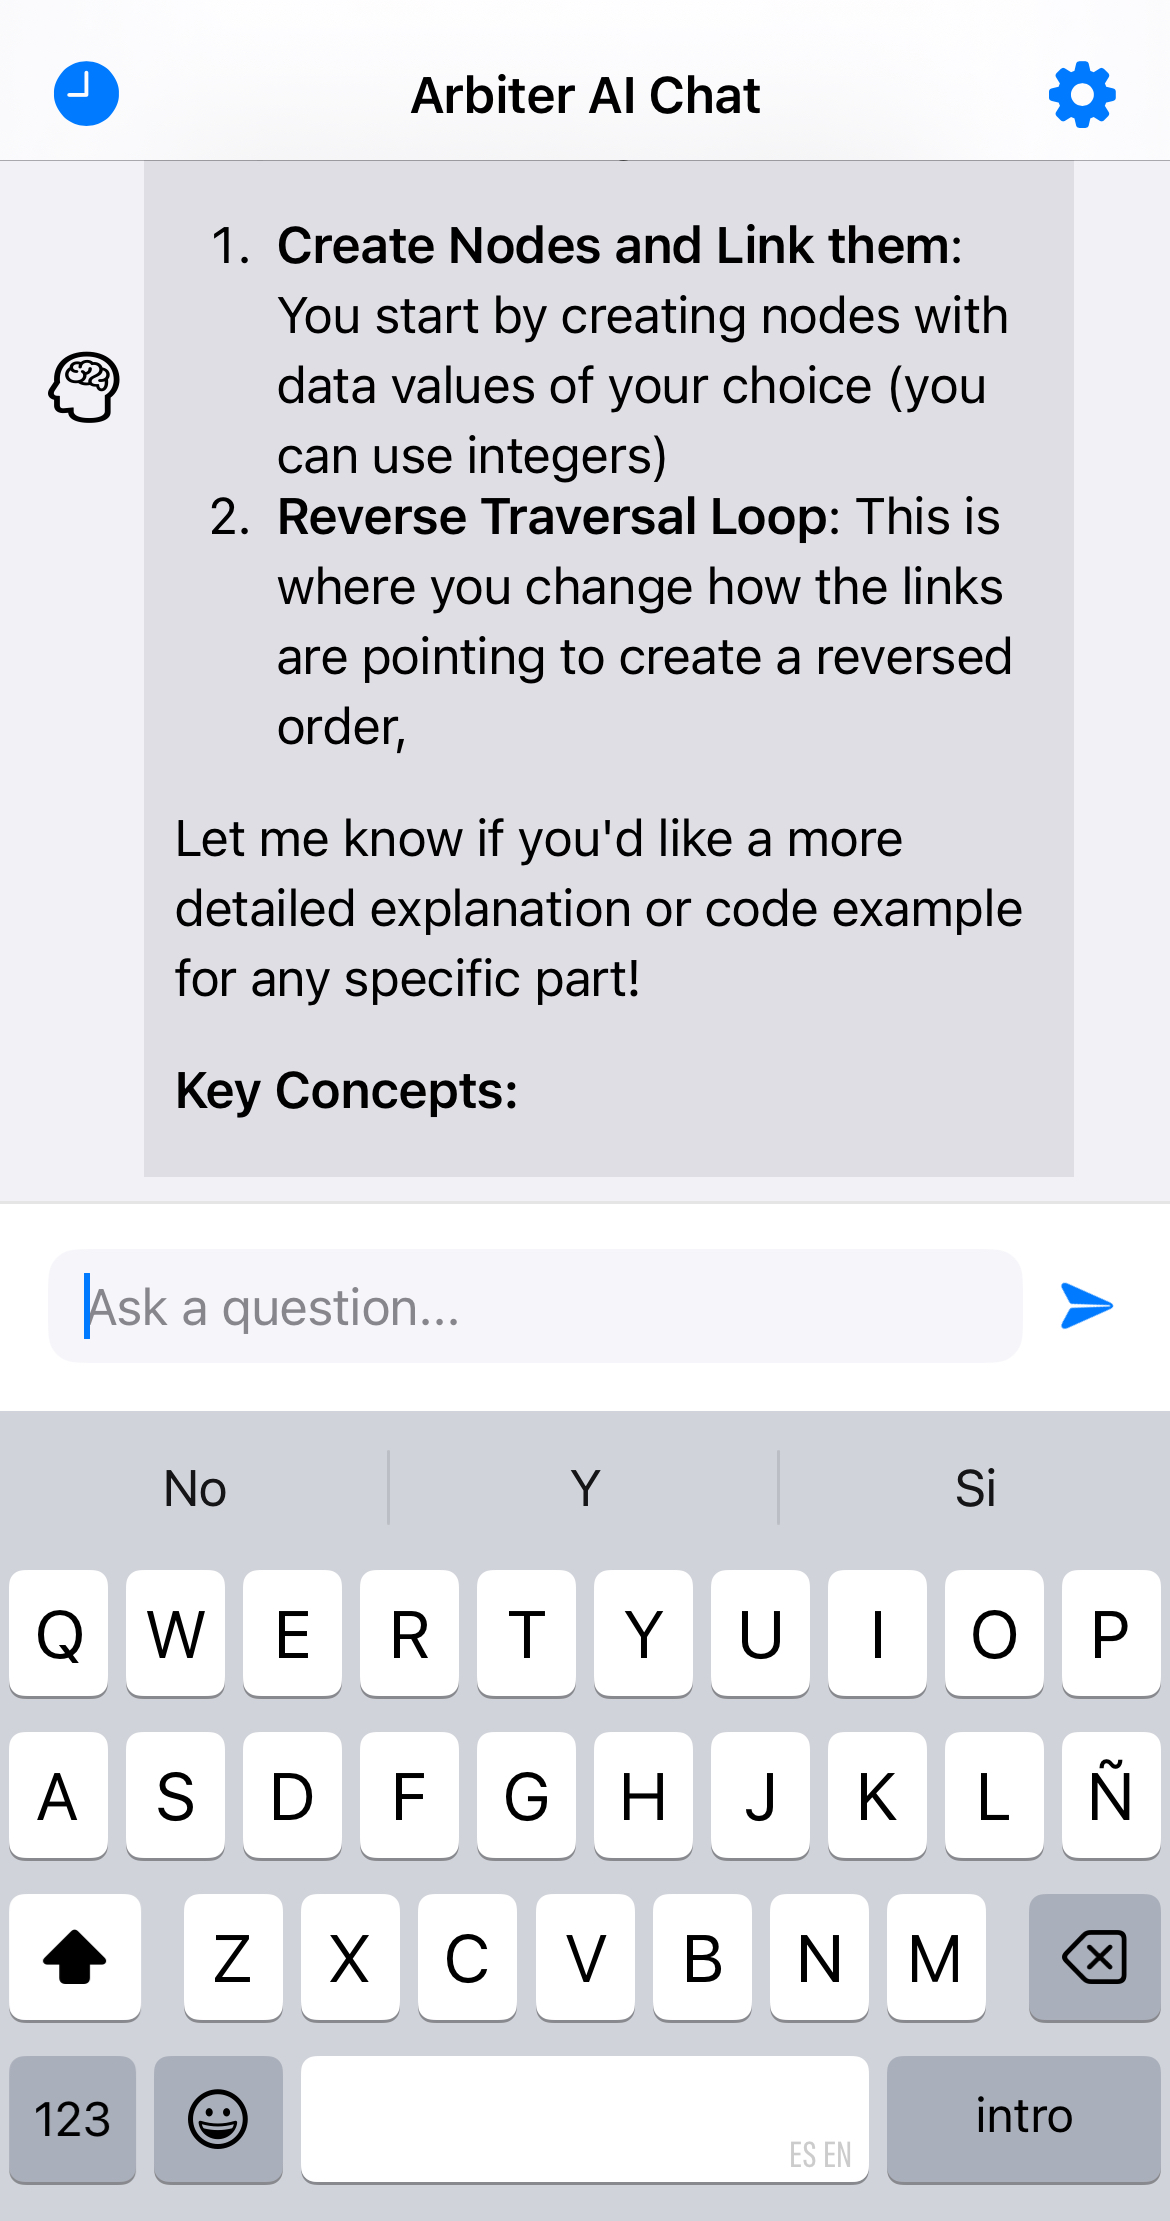 Arbiter AI Chat
1. Create Nodes and Link them:
You start by creating nodes with
data values of your choice (you
can use integers)
2. Reverse Traversal Loop: This is
where you change how the links
are pointing to create a reversed
order,
Let me know if you'd like a more
detailed explanation or code example
for any specific part!
Key Concepts:
Ask a question...
No Y Si
Q W E R T Y U I O P
A S D F G H J K L Ñ
Z X C V B N M
123 ES EN intro